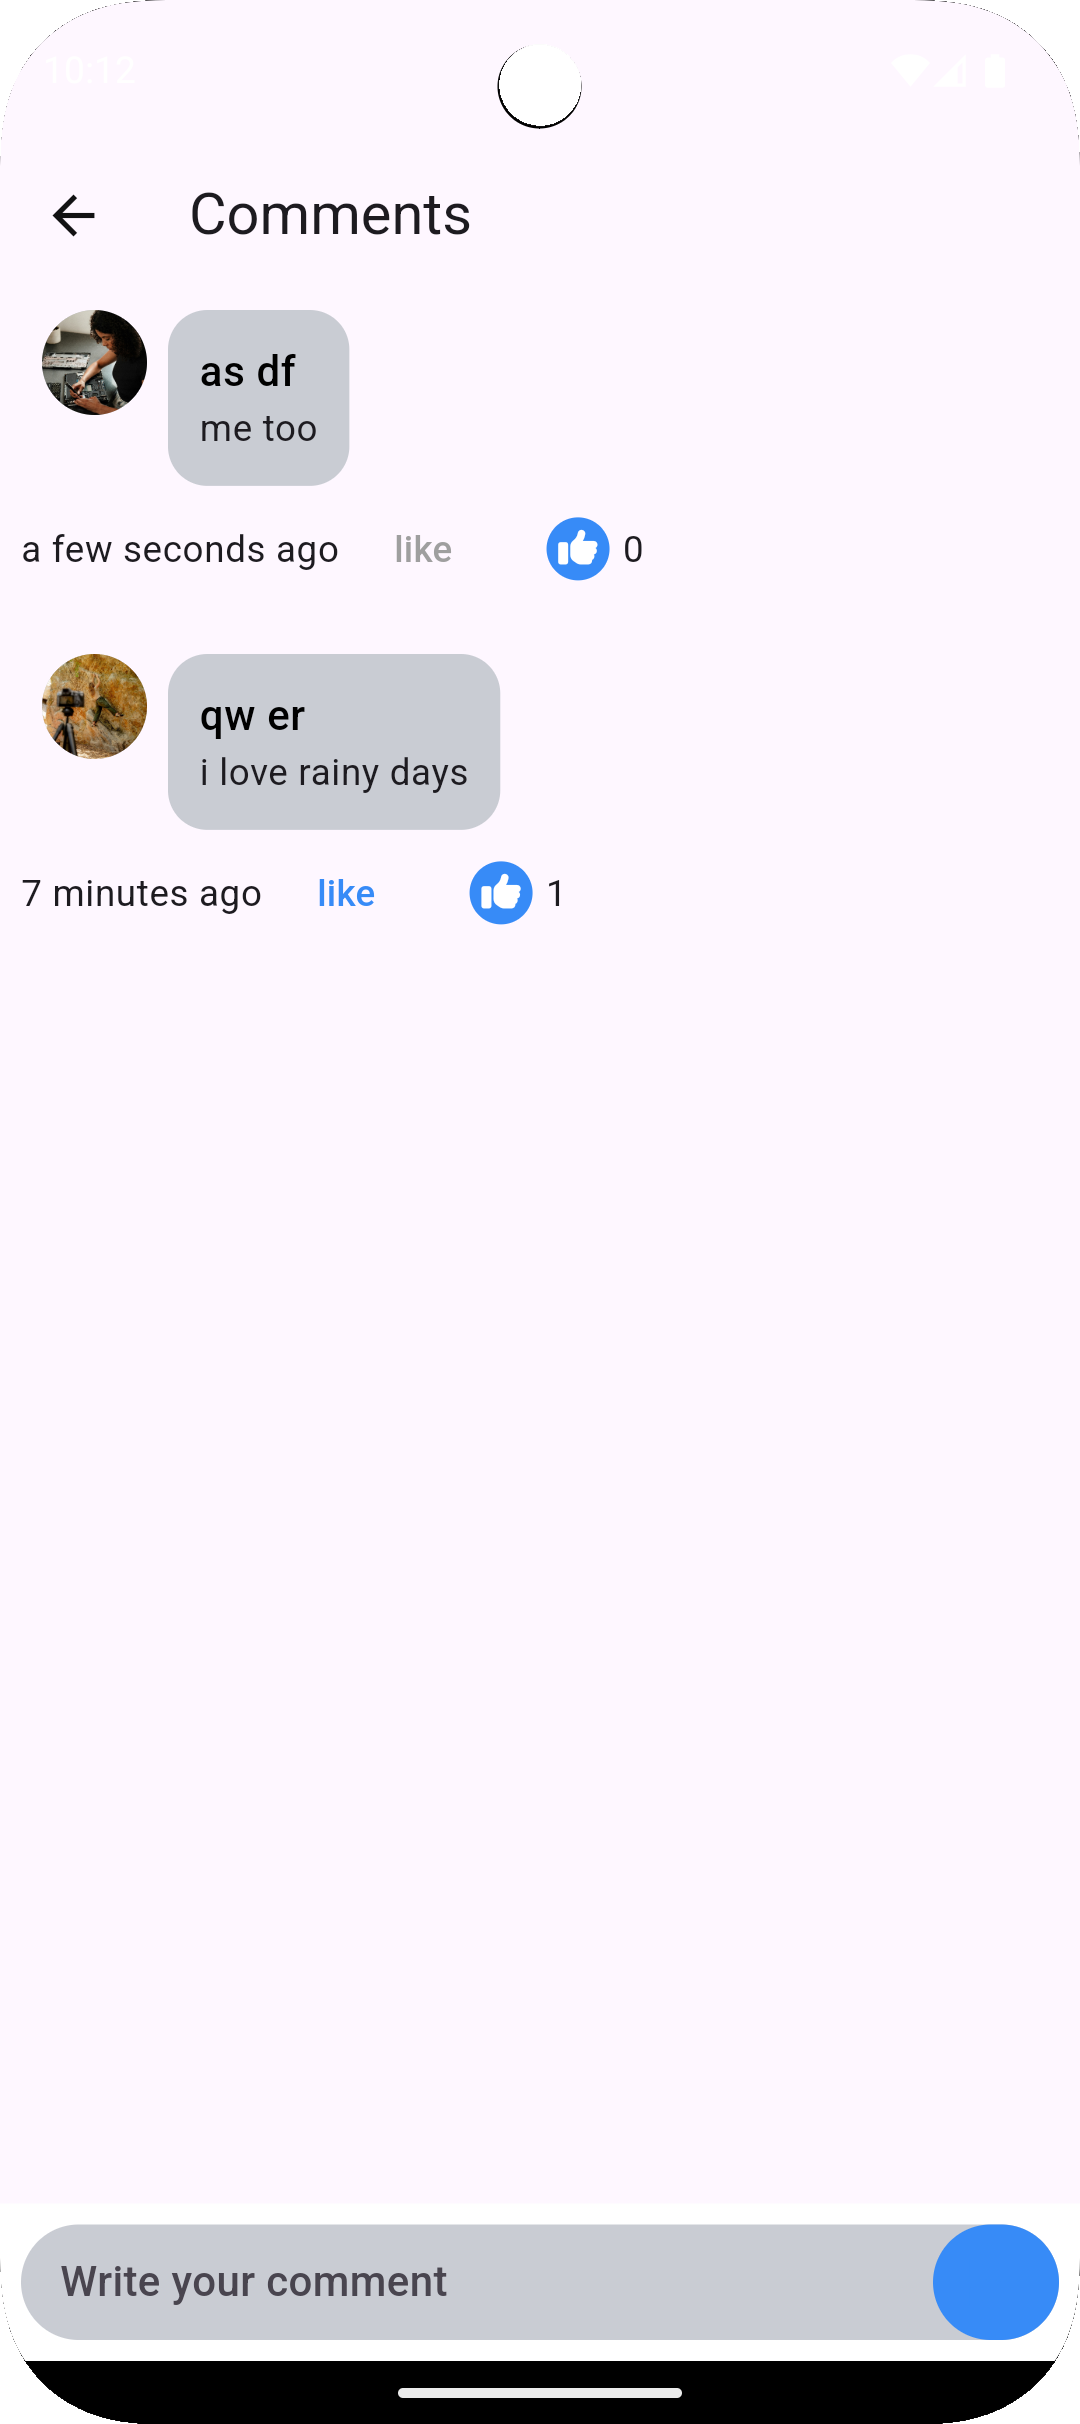 10:12
Comments
as df
me too
a few seconds ago like 0
qw er
i love rainy days
7 minutes ago like 1
Write your comment